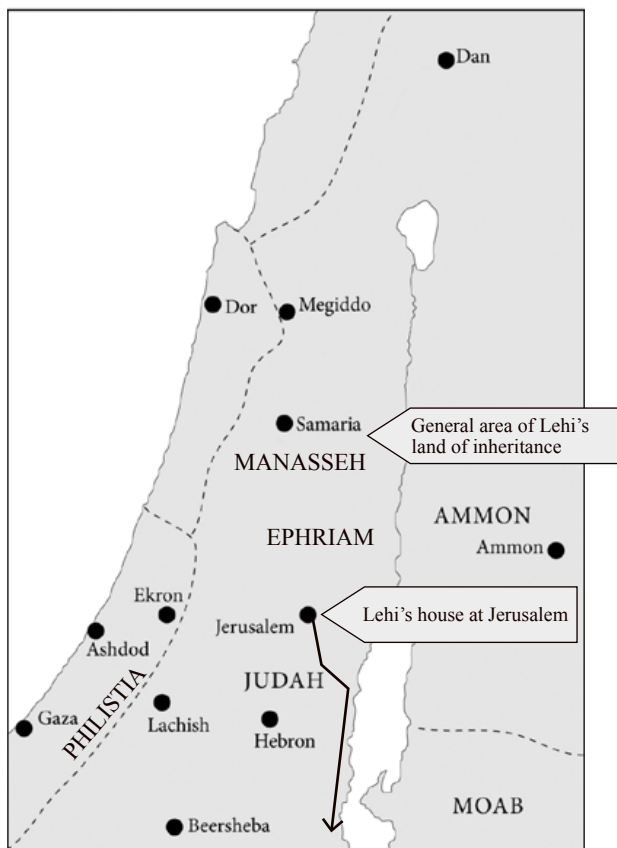 Dan
Dor
Megiddo
Samaria
General area of Lehi’s
land of inheritance
MANASSEH
AMMON
EPHRIAM
Ammon
Ekron
Jerusalem
Lehi’s house at Jerusalem
Ashdod
PHILISTIA
JUDAH
Gaza
Lachish
Hebron
MOAB
Beersheba